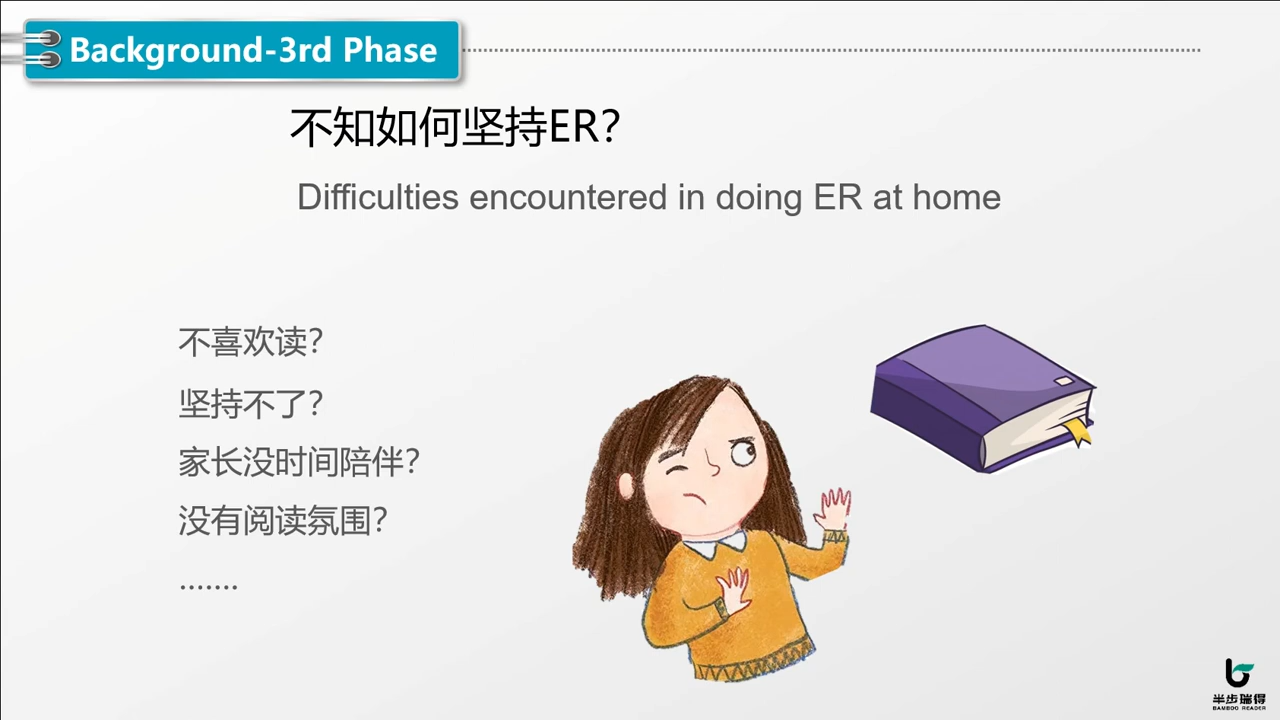 Background-3rd Phase
不知如何坚持ER？
Difficulties encountered in doing ER at home
不喜欢读？
坚持不了？
家长没时间陪伴？
没有阅读氛围？
.......
半步瑞得
BAMBOO READER